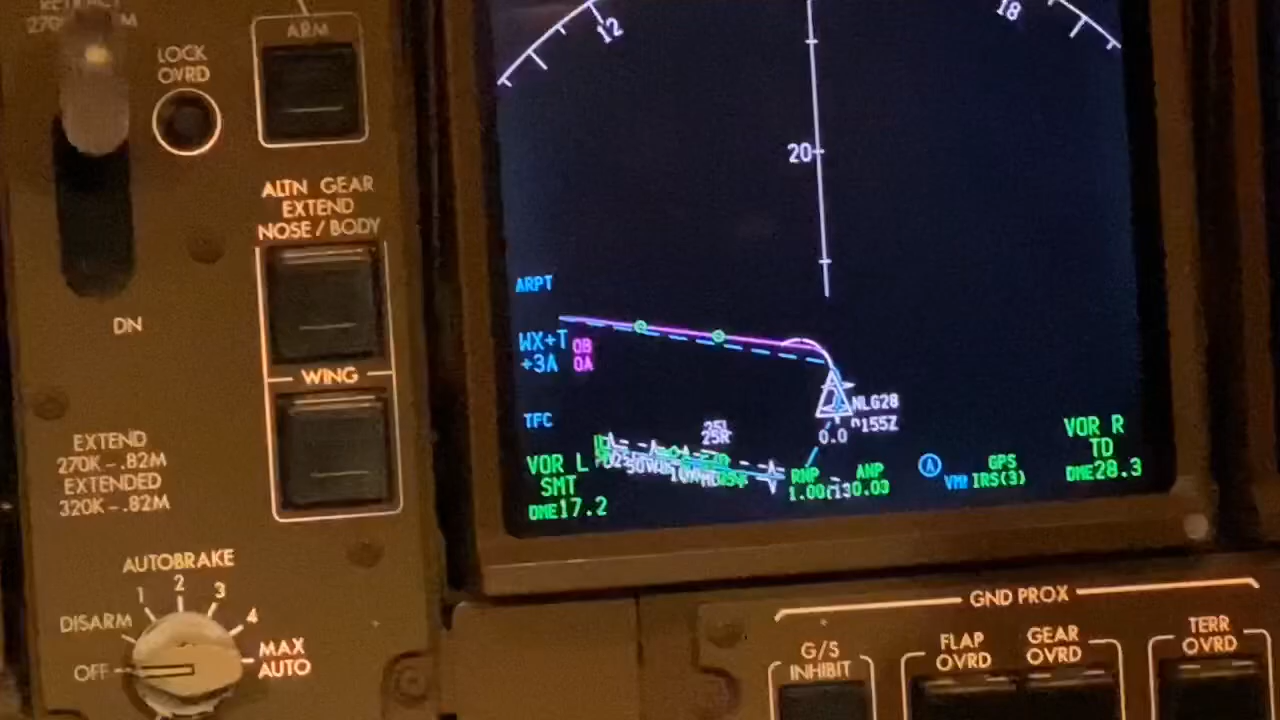 270
M
LOCK
OVRD
ARM
ALTN GEAR
EXTEND
NOSE / BODY
DN
WING
EXTEND
270K-.82M
EXTENDED
320K-.82M
AUTOBRAKE
DISARM
1
2
3
4
OFF
MAX
AUTO
12
18
20
ARPT
WX+T
+3A
0B
0A
TFC
NLG28
0.0
25R
VOR L
SMT
DME17.2
RNP
1.00
ANP
0.03
A
GPS
IRS(3)
VOR R
TD
DME28.3
GND PROX
G/S
INHIBIT
FLAP
OVRD
GEAR
OVRD
TERR
OVRD